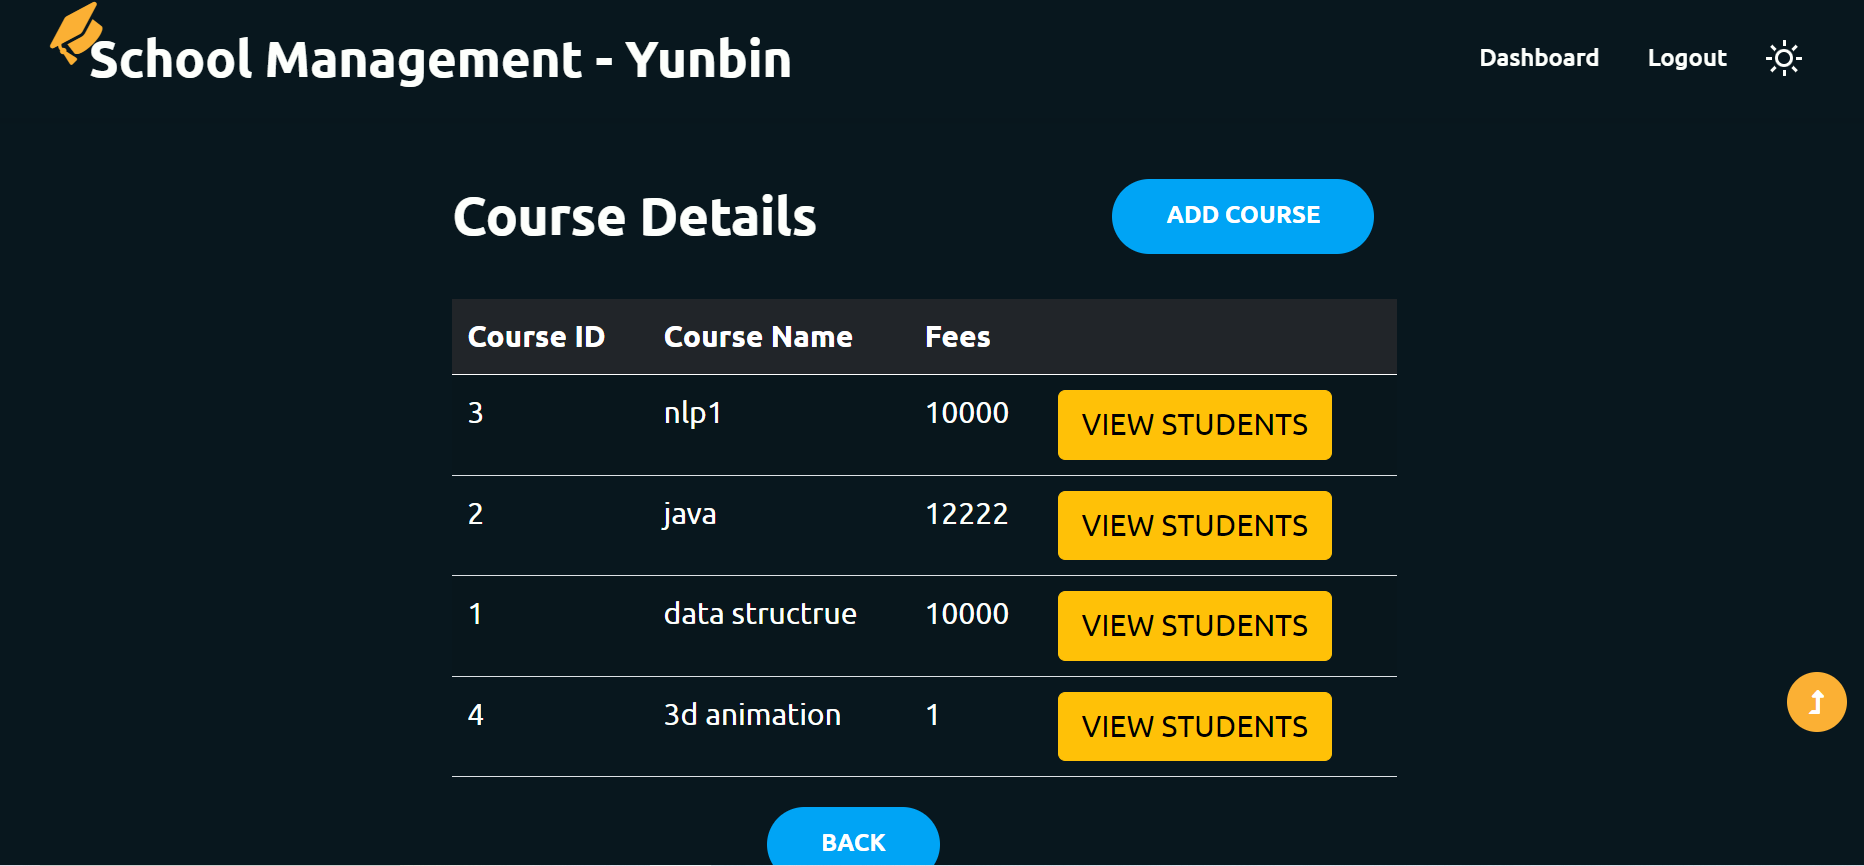 School Management - Yunbin
Dashboard Logout
Course Details
ADD COURSE
Course ID Course Name Fees
3 nlp1 10000 VIEW STUDENTS
2 java 12222 VIEW STUDENTS
1 data structrue 10000 VIEW STUDENTS
4 3d animation 1 VIEW STUDENTS
BACK